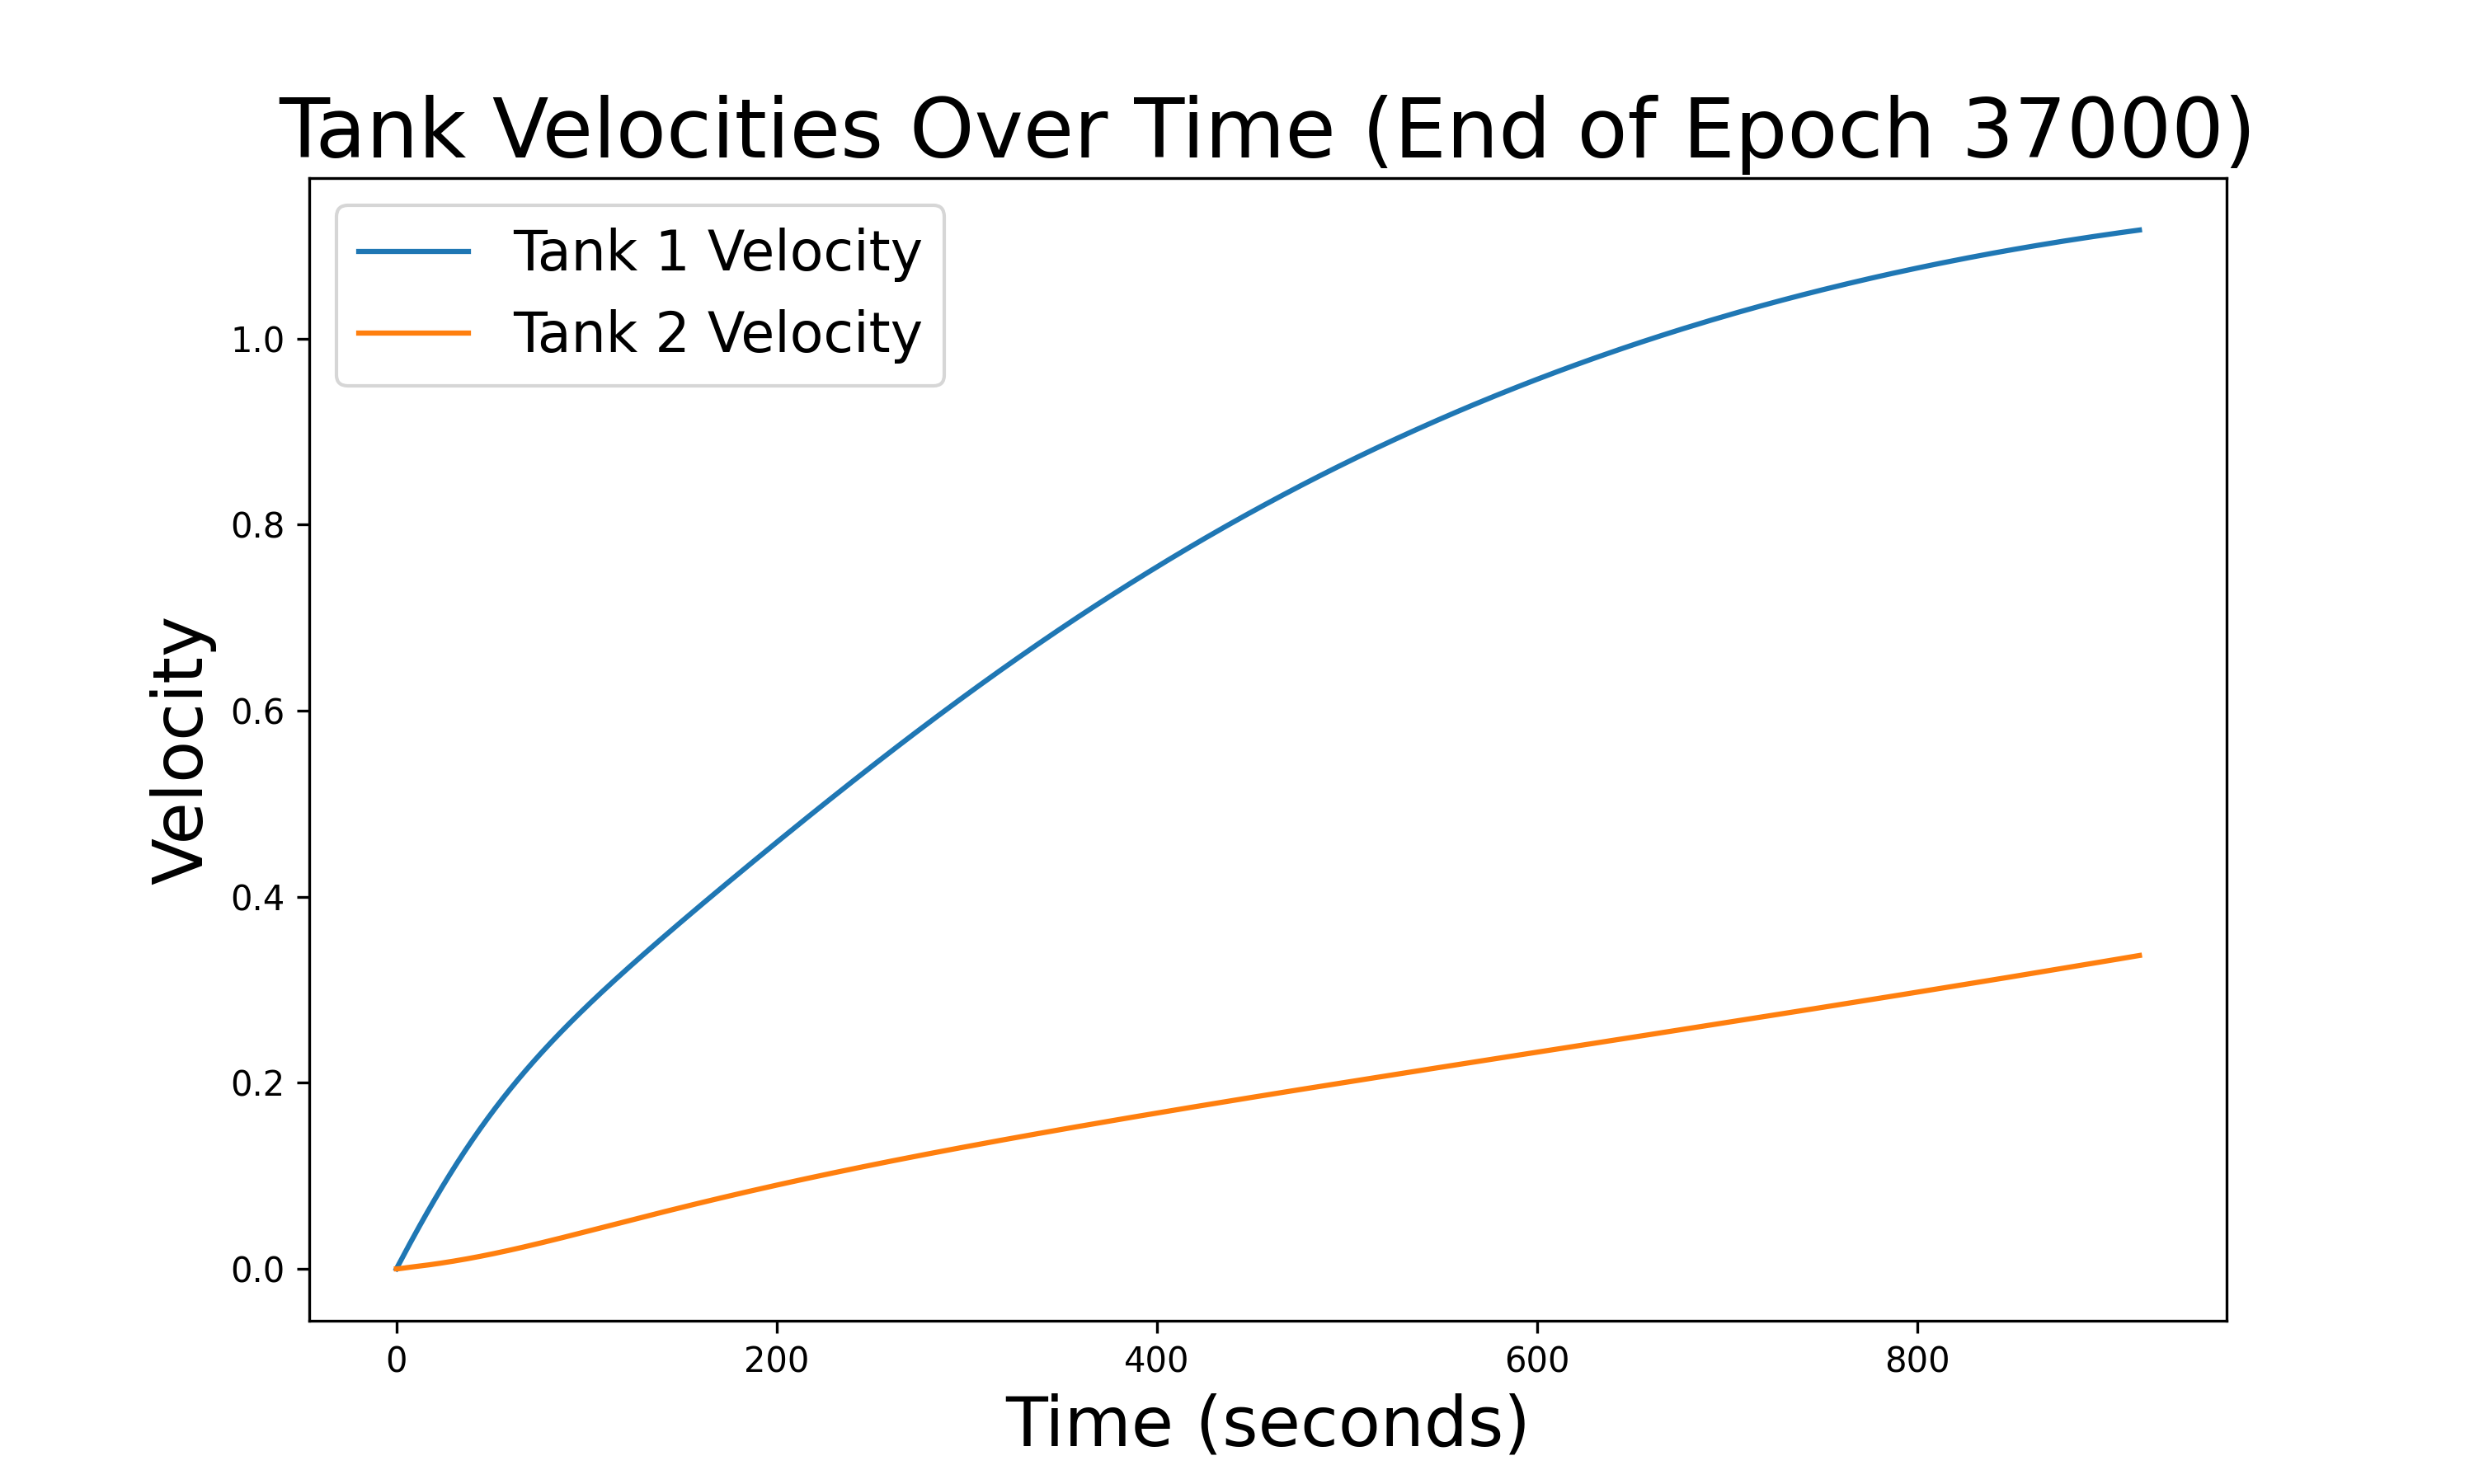 Tank Velocities Over Time (End of Epoch 37000)
Tank 1 Velocity
Tank 2 Velocity
1.0
0.8
0.6
0.4
0.2
0.0
Velocity
0 200 400 600 800
Time (seconds)